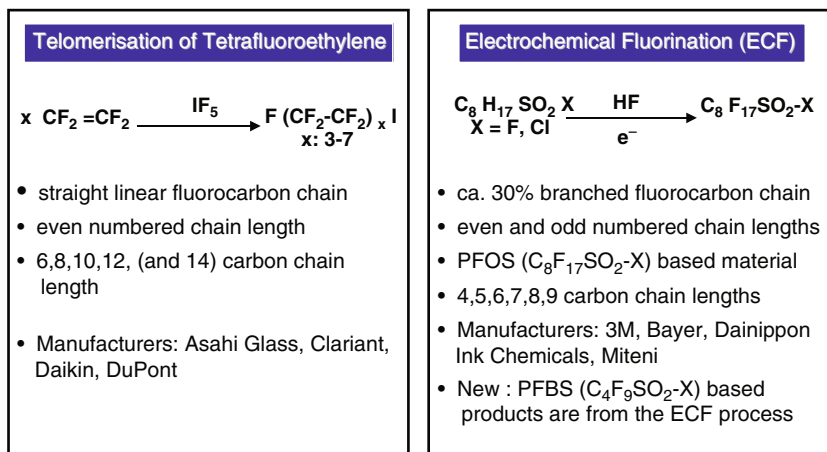 Telomerisation of Tetrafluoroethylene
IF₅
x CF₂ =CF₂ → F (CF₂-CF₂) ₓ I
x: 3-7
• straight linear fluorocarbon chain
• even numbered chain length
• 6,8,10,12, (and 14) carbon chain
length
• Manufacturers: Asahi Glass, Clariant,
Daikin, DuPont
Electrochemical Fluorination (ECF)
HF
C₈ H₁₇ SO₂ X → C₈ F₁₇SO₂-X
X = F, Cl
e⁻
• ca. 30% branched fluorocarbon chain
• even and odd numbered chain lengths
• PFOS (C₈F₁₇SO₂-X) based material
• 4,5,6,7,8,9 carbon chain lengths
• Manufacturers: 3M, Bayer, Dainippon
Ink Chemicals, Miteni
• New : PFBS (C₄F₉SO₂-X) based
products are from the ECF process